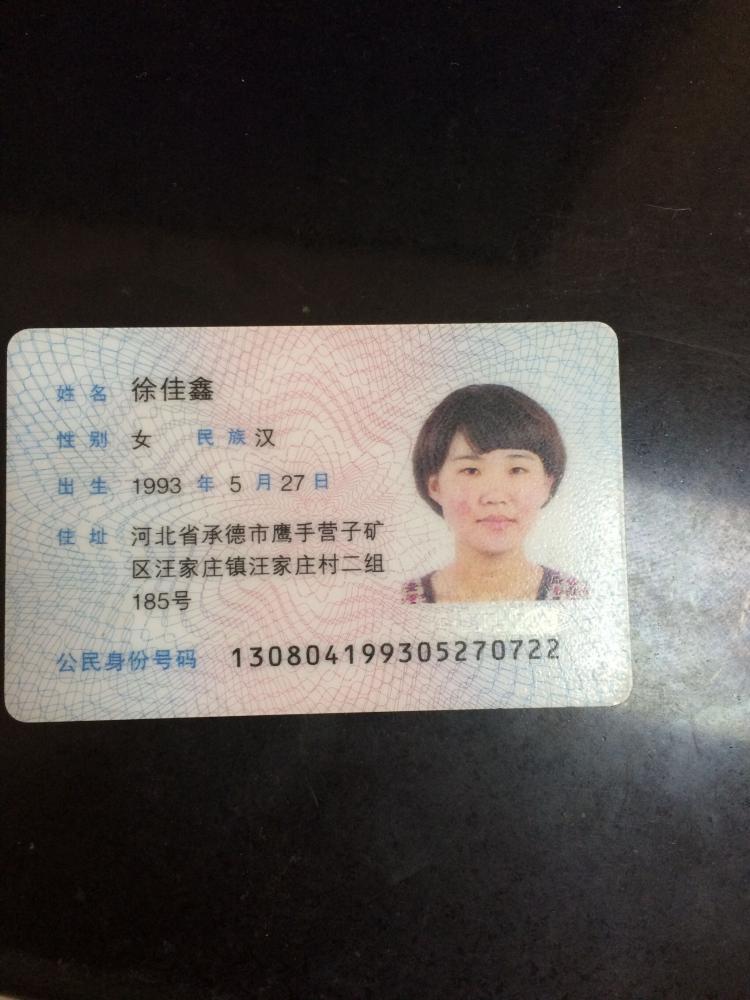 姓名 徐佳鑫
性别 女 民族 汉
出生 1993 年 5 月 27 日
住址 河北省承德市鹰手营子矿
区汪家庄镇汪家庄村二组
185号
公民身份号码 130804199305270722